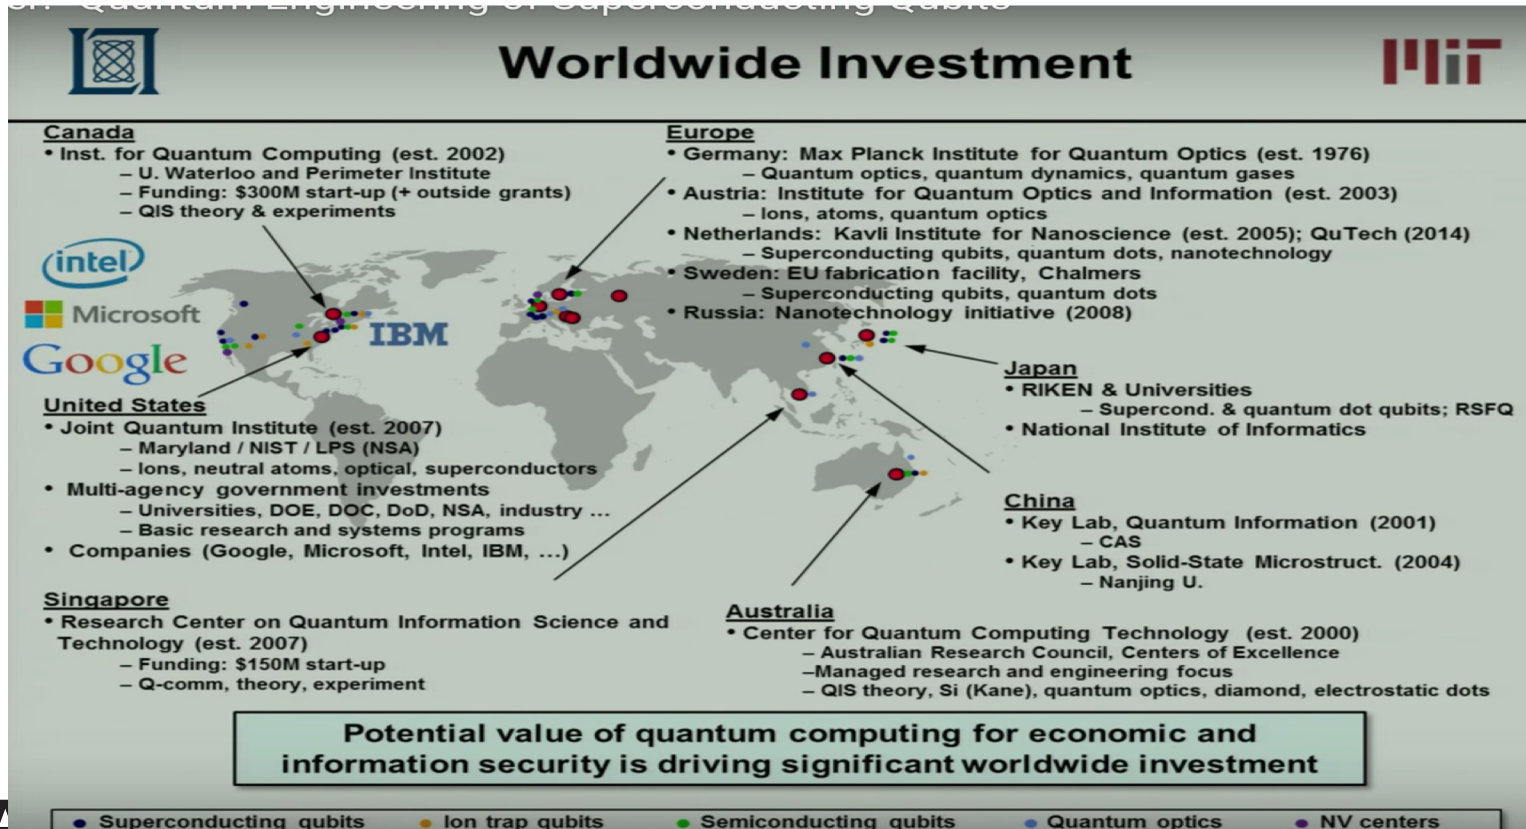 Quantum Engineering of Superconducting Qubits
Worldwide Investment
MIT
Canada
• Inst. for Quantum Computing (est. 2002)
– U. Waterloo and Perimeter Institute
– Funding: $300M start-up (+ outside grants)
– QIS theory & experiments
intel
Microsoft
Google
IBM
United States
• Joint Quantum Institute (est. 2007)
– Maryland / NIST / LPS (NSA)
– Ions, neutral atoms, optical, superconductors
• Multi-agency government investments
– Universities, DOE, DOC, DoD, NSA, industry ...
– Basic research and systems programs
• Companies (Google, Microsoft, Intel, IBM, ...)
Singapore
• Research Center on Quantum Information Science and
Technology (est. 2007)
– Funding: $150M start-up
– Q-comm, theory, experiment
Europe
• Germany: Max Planck Institute for Quantum Optics (est. 1976)
– Quantum optics, quantum dynamics, quantum gases
• Austria: Institute for Quantum Optics and Information (est. 2003)
– Ions, atoms, quantum optics
• Netherlands: Kavli Institute for Nanoscience (est. 2005); QuTech (2014)
– Superconducting qubits, quantum dots, nanotechnology
• Sweden: EU fabrication facility, Chalmers
– Superconducting qubits, quantum dots
• Russia: Nanotechnology initiative (2008)
Japan
• RIKEN & Universities
– Supercond. & quantum dot qubits; RSFQ
• National Institute of Informatics
China
• Key Lab, Quantum Information (2001)
– CAS
• Key Lab, Solid-State Microstruct. (2004)
– Nanjing U.
Australia
• Center for Quantum Computing Technology (est. 2000)
– Australian Research Council, Centers of Excellence
–Managed research and engineering focus
– QIS theory, Si (Kane), quantum optics, diamond, electrostatic dots
Potential value of quantum computing for economic and
information security is driving significant worldwide investment
• Superconducting qubits • Ion trap qubits • Semiconducting qubits • Quantum optics • NV centers